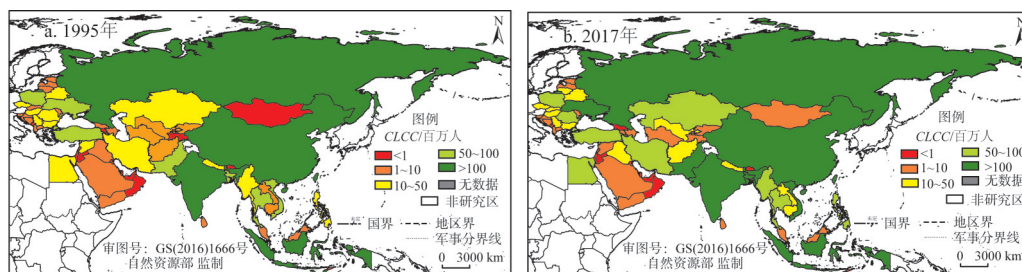 a. 1995年
N
图例
CLCC/百万人
<1
50~100
1~10
>100
10~50
无数据
非研究区
国界
地区界
军事分界线
审图号：GS(2016)1666号
自然资源部 监制
0 3000 km
b. 2017年
N
图例
CLCC/百万人
<1
50~100
1~10
>100
10~50
无数据
非研究区
国界
地区界
军事分界线
审图号：GS(2016)1666号
自然资源部 监制
0 3000 km